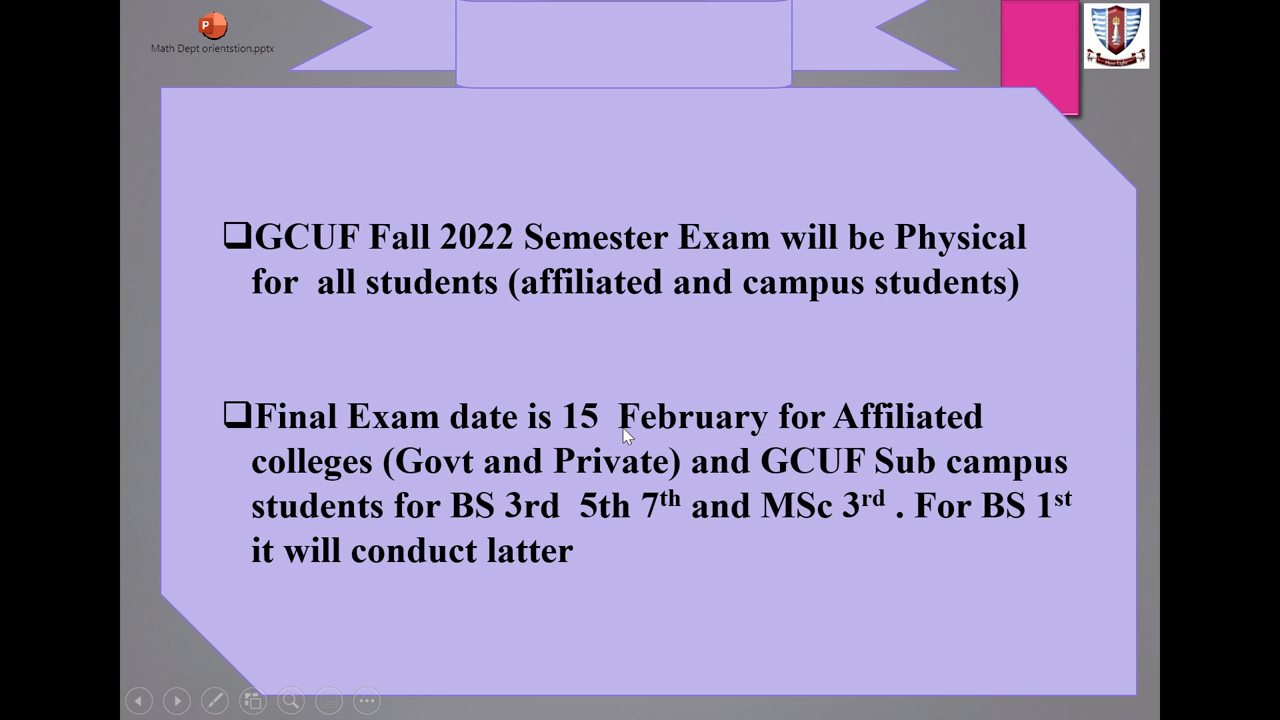 Math Dept orientstion.pptx
❑GCUF Fall 2022 Semester Exam will be Physical
for all students (affiliated and campus students)
❑Final Exam date is 15 February for Affiliated
colleges (Govt and Private) and GCUF Sub campus
students for BS 3rd 5th 7th and MSc 3rd . For BS 1st
it will conduct latter